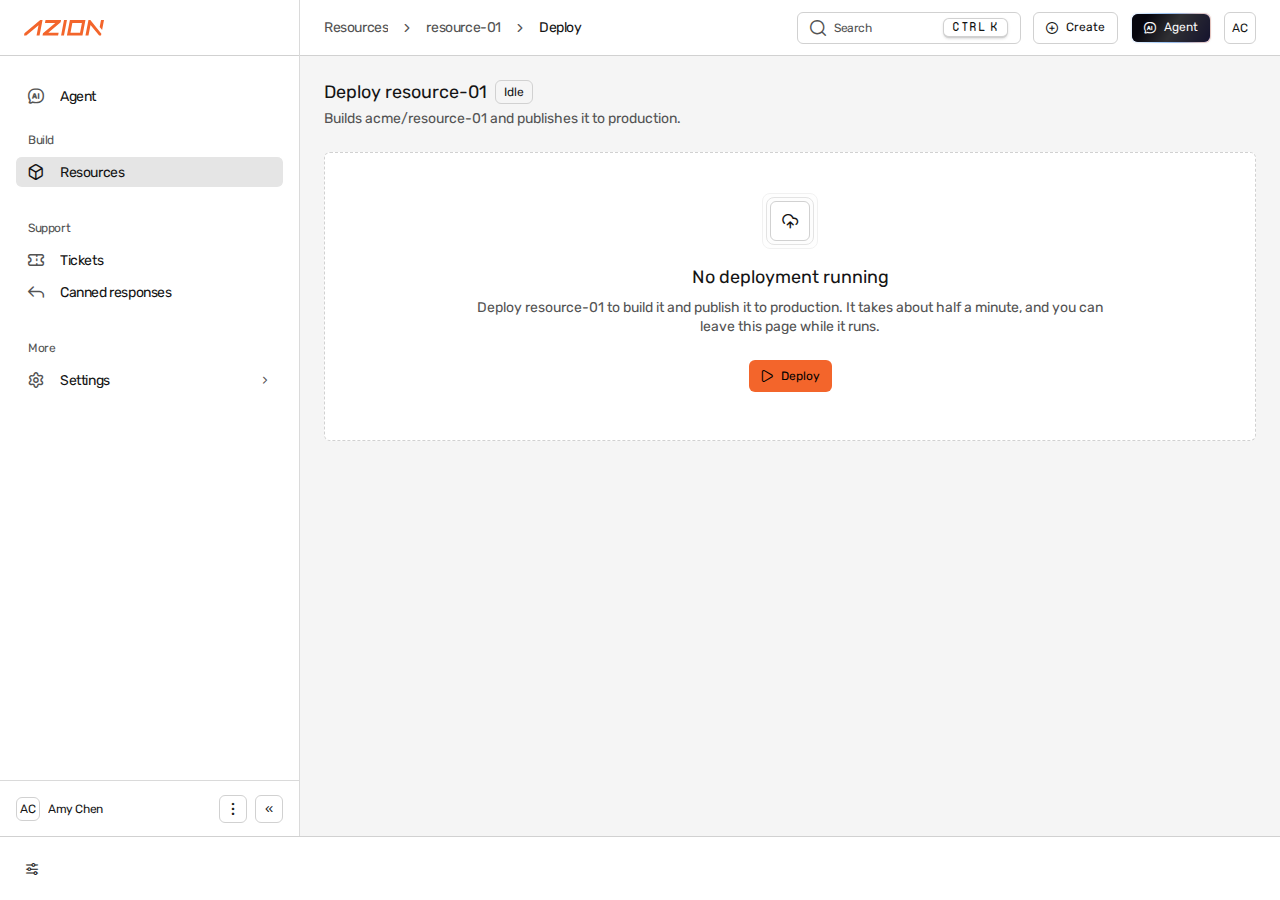 AZION
Resources
resource-01
Deploy
Search
CTRL K
Create
Agent
AC
Agent
Build
Resources
Support
Tickets
Canned responses
More
Settings
Deploy resource-01
Idle
Builds acme/resource-01 and publishes it to production.
No deployment running
Deploy resource-01 to build it and publish it to production. It takes about half a minute, and you can
leave this page while it runs.
Deploy
AC
Amy Chen